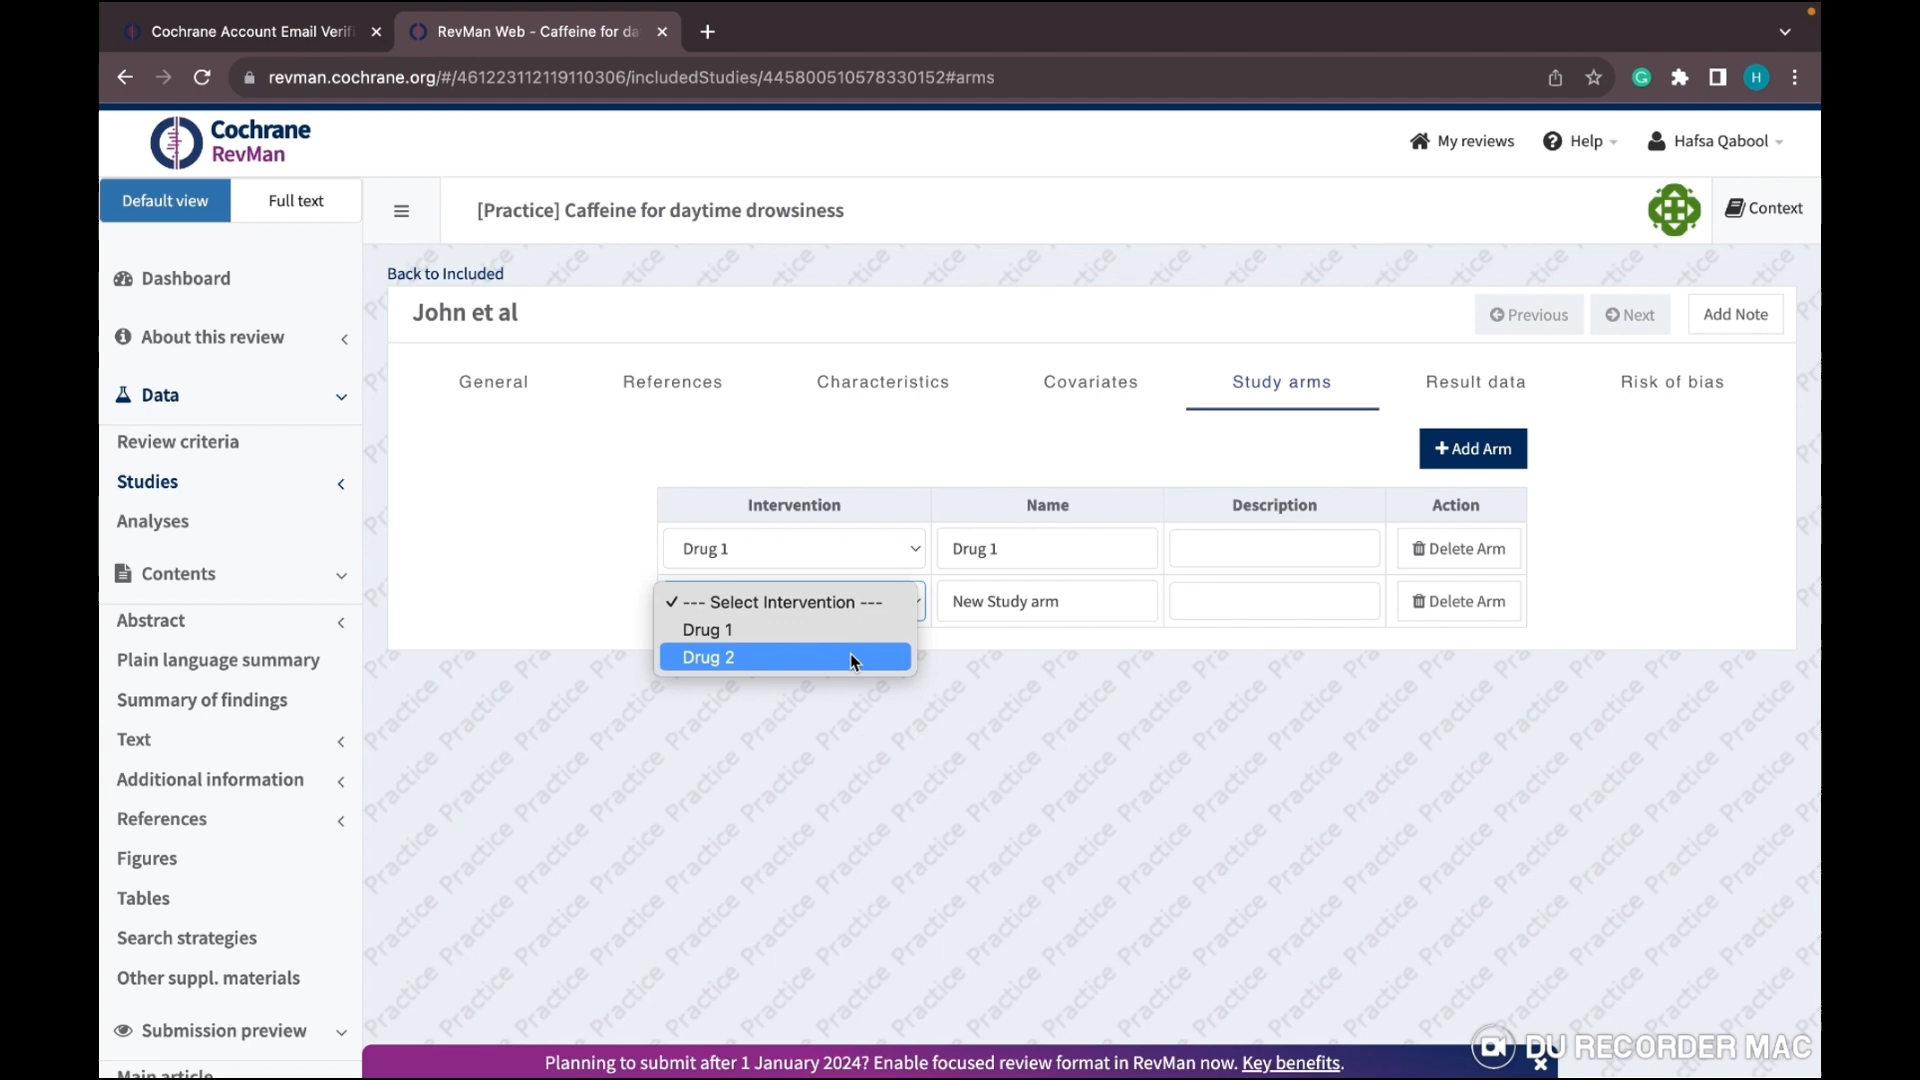 Cochrane Account Email Verifi
RevMan Web - Caffeine for da
revman.cochrane.org/#/461223112119110306/includedStudies/445800510578330152#arms
G
H
Cochrane
RevMan
My reviews
Help
Hafsa Qabool
Default view
Full text
[Practice] Caffeine for daytime drowsiness
Context
Back to Included
John et al
Previous
Next
Add Note
General
References
Characteristics
Covariates
Study arms
Result data
Risk of bias
+ Add Arm
Intervention
Name
Description
Action
Drug 1
Drug 1
Delete Arm
✓ --- Select Intervention ---
Drug 1
Drug 2
New Study arm
Delete Arm
Dashboard
About this review
Data
Review criteria
Studies
Analyses
Contents
Abstract
Plain language summary
Summary of findings
Text
Additional information
References
Figures
Tables
Search strategies
Other suppl. materials
Submission preview
Main article
Planning to submit after 1 January 2024? Enable focused review format in RevMan now. Key benefits.
DU RECORDER MAC